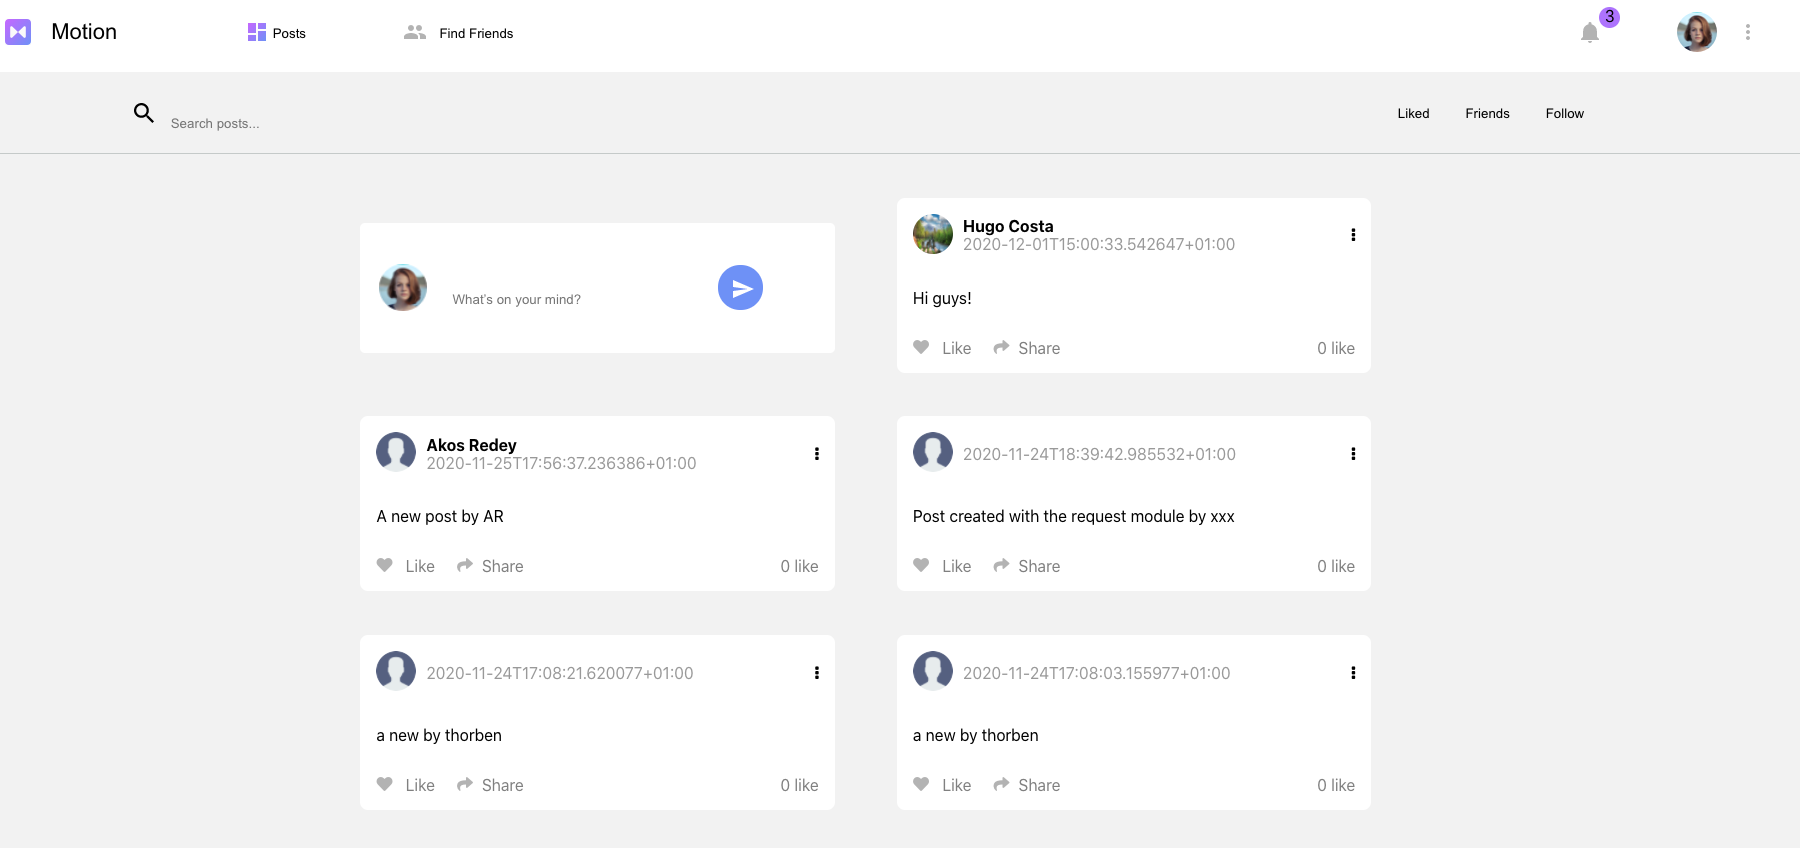 Motion
Posts
Find Friends
3
Search posts...
Liked
Friends
Follow
What's on your mind?
Hugo Costa
2020-12-01T15:00:33.542647+01:00
Hi guys!
Like
Share
0 like
Akos Redey
2020-11-25T17:56:37.236386+01:00
A new post by AR
Like
Share
0 like
2020-11-24T18:39:42.985532+01:00
Post created with the request module by xxx
Like
Share
0 like
2020-11-24T17:08:21.620077+01:00
a new by thorben
Like
Share
0 like
2020-11-24T17:08:03.155977+01:00
a new by thorben
Like
Share
0 like